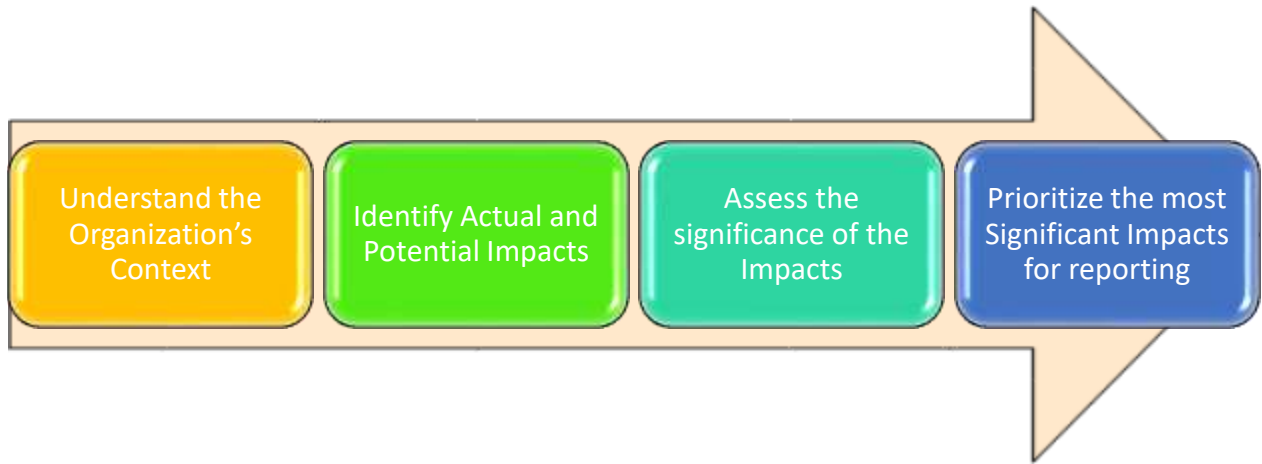 Understand the
Organization’s
Context
Identify Actual and
Potential Impacts
Assess the
significance of the
Impacts
Prioritize the most
Significant Impacts
for reporting